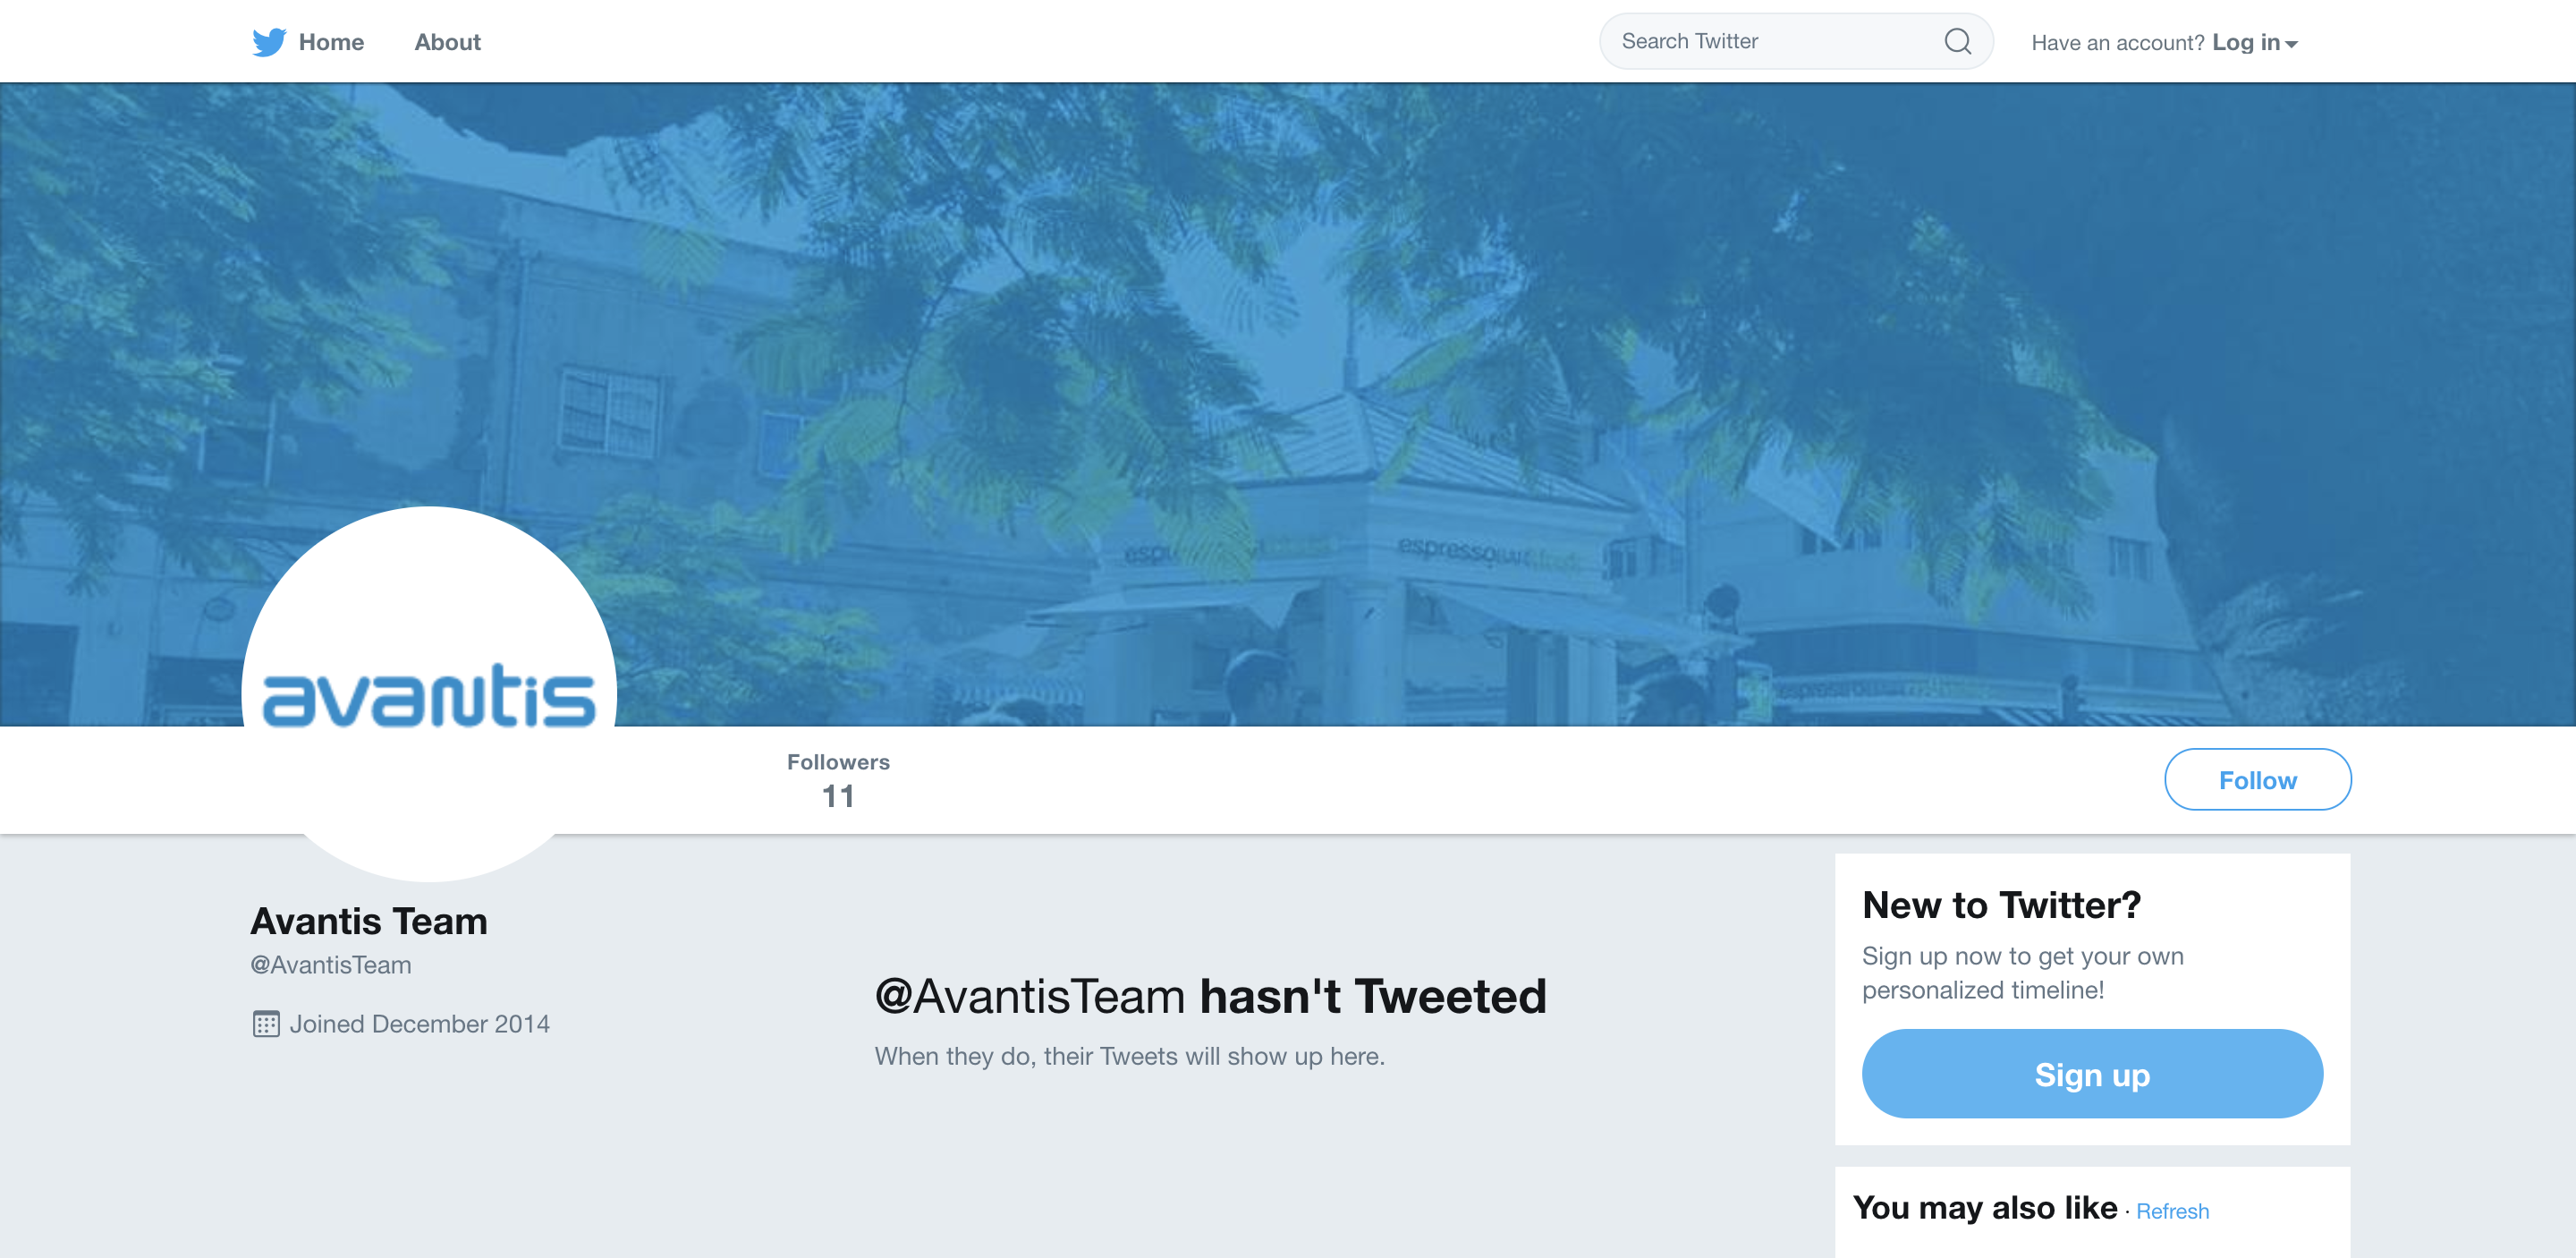 Home About
Search Twitter
Have an account? Log in
espressobar
avantis
Followers
11
Follow
Avantis Team
@AvantisTeam
Joined December 2014
@AvantisTeam hasn't Tweeted
When they do, their Tweets will show up here.
New to Twitter?
Sign up now to get your own
personalized timeline!
Sign up
You may also like · Refresh